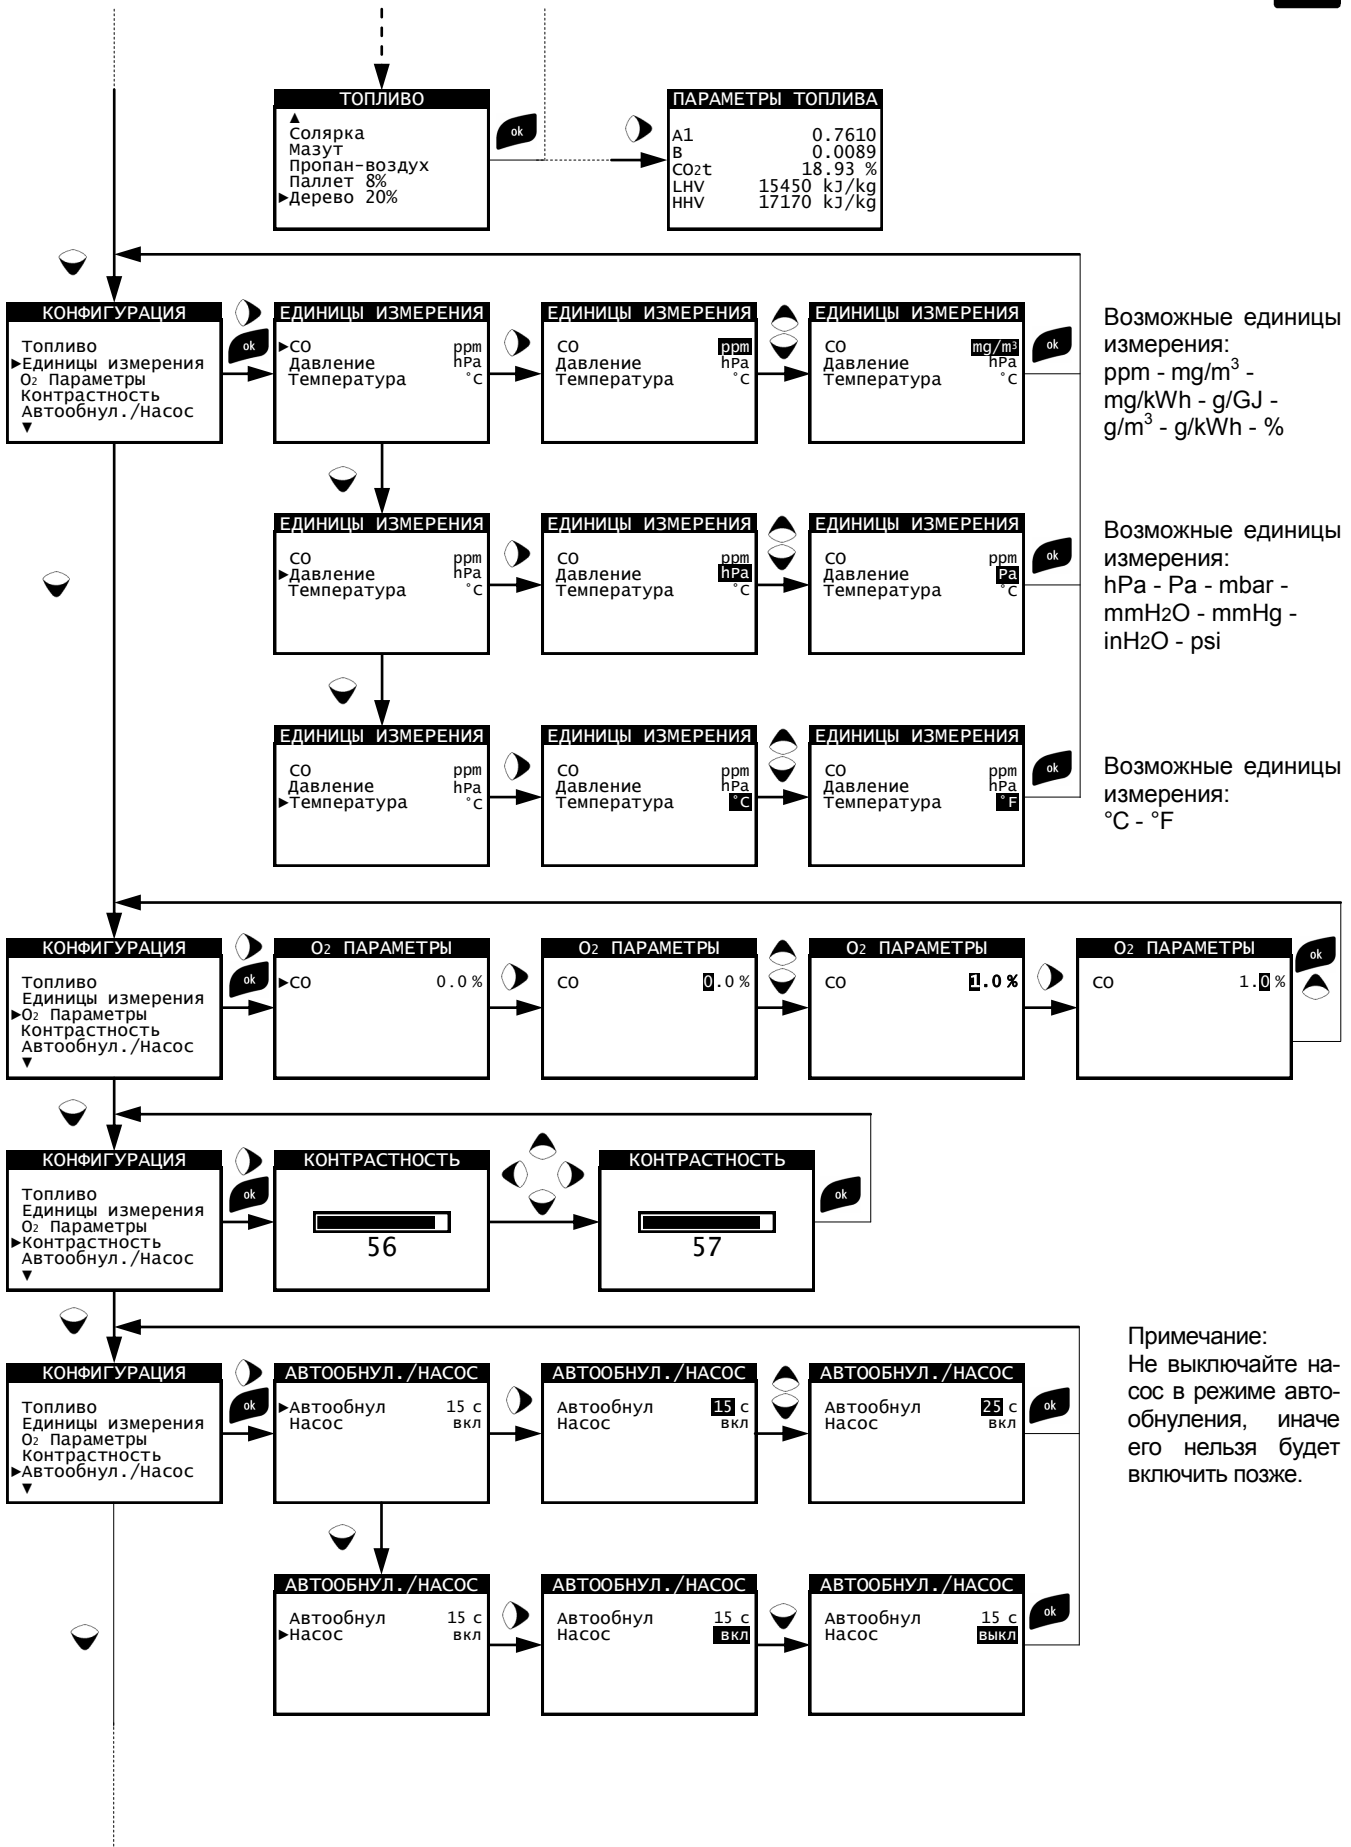 ТОПЛИВО
▲
Солярка
Мазут
Пропан-воздух
Паллет 8%
►Дерево 20%
ok
ПАРАМЕТРЫ ТОПЛИВА
A1 0.7610
B 0.0089
CO2t 18.93 %
LHV 15450 kJ/kg
HHV 17170 kJ/kg
КОНФИГУРАЦИЯ
Топливо
►Единицы измерения
O2 Параметры
Контрастность
Автообнул./Насос
▼
ok
ЕДИНИЦЫ ИЗМЕРЕНИЯ
►CO ppm
Давление hPa
Температура °C
ЕДИНИЦЫ ИЗМЕРЕНИЯ
CO ppm
Давление hPa
Температура °C
ЕДИНИЦЫ ИЗМЕРЕНИЯ
CO mg/m³
Давление hPa
Температура °C
ok
Возможные единицы
измерения:
ppm - mg/m³ -
mg/kWh - g/GJ -
g/m³ - g/kWh - %
ЕДИНИЦЫ ИЗМЕРЕНИЯ
CO ppm
►Давление hPa
Температура °C
ЕДИНИЦЫ ИЗМЕРЕНИЯ
CO ppm
Давление hPa
Температура °C
ЕДИНИЦЫ ИЗМЕРЕНИЯ
CO ppm
Давление Pa
Температура °C
ok
Возможные единицы
измерения:
hPa - Pa - mbar -
mmH2O - mmHg -
inH2O - psi
ЕДИНИЦЫ ИЗМЕРЕНИЯ
CO ppm
Давление hPa
►Температура °C
ЕДИНИЦЫ ИЗМЕРЕНИЯ
CO ppm
Давление hPa
Температура °C
ЕДИНИЦЫ ИЗМЕРЕНИЯ
CO ppm
Давление hPa
Температура °F
ok
Возможные единицы
измерения:
°C - °F
КОНФИГУРАЦИЯ
Топливо
Единицы измерения
►O2 Параметры
Контрастность
Автообнул./Насос
▼
ok
O2 ПАРАМЕТРЫ
►CO 0.0 %
O2 ПАРАМЕТРЫ
CO 0.0 %
O2 ПАРАМЕТРЫ
CO 1.0 %
O2 ПАРАМЕТРЫ
CO 1.0 %
ok
КОНФИГУРАЦИЯ
Топливо
Единицы измерения
O2 Параметры
►Контрастность
Автообнул./Насос
▼
ok
КОНТРАСТНОСТЬ
56
КОНТРАСТНОСТЬ
57
ok
КОНФИГУРАЦИЯ
Топливо
Единицы измерения
O2 Параметры
Контрастность
►Автообнул./Насос
▼
ok
АВТООБНУЛ./НАСОС
►Автообнул 15 с
Насос вкл
АВТООБНУЛ./НАСОС
Автообнул 15 с
Насос вкл
АВТООБНУЛ./НАСОС
Автообнул 25 с
Насос вкл
ok
Примечание:
Не выключайте на-
сос в режиме авто-
обнуления, иначе
его нельзя будет
включить позже.
АВТООБНУЛ./НАСОС
Автообнул 15 с
►Насос вкл
АВТООБНУЛ./НАСОС
Автообнул 15 с
Насос вкл
АВТООБНУЛ./НАСОС
Автообнул 15 с
Насос выкл
ok